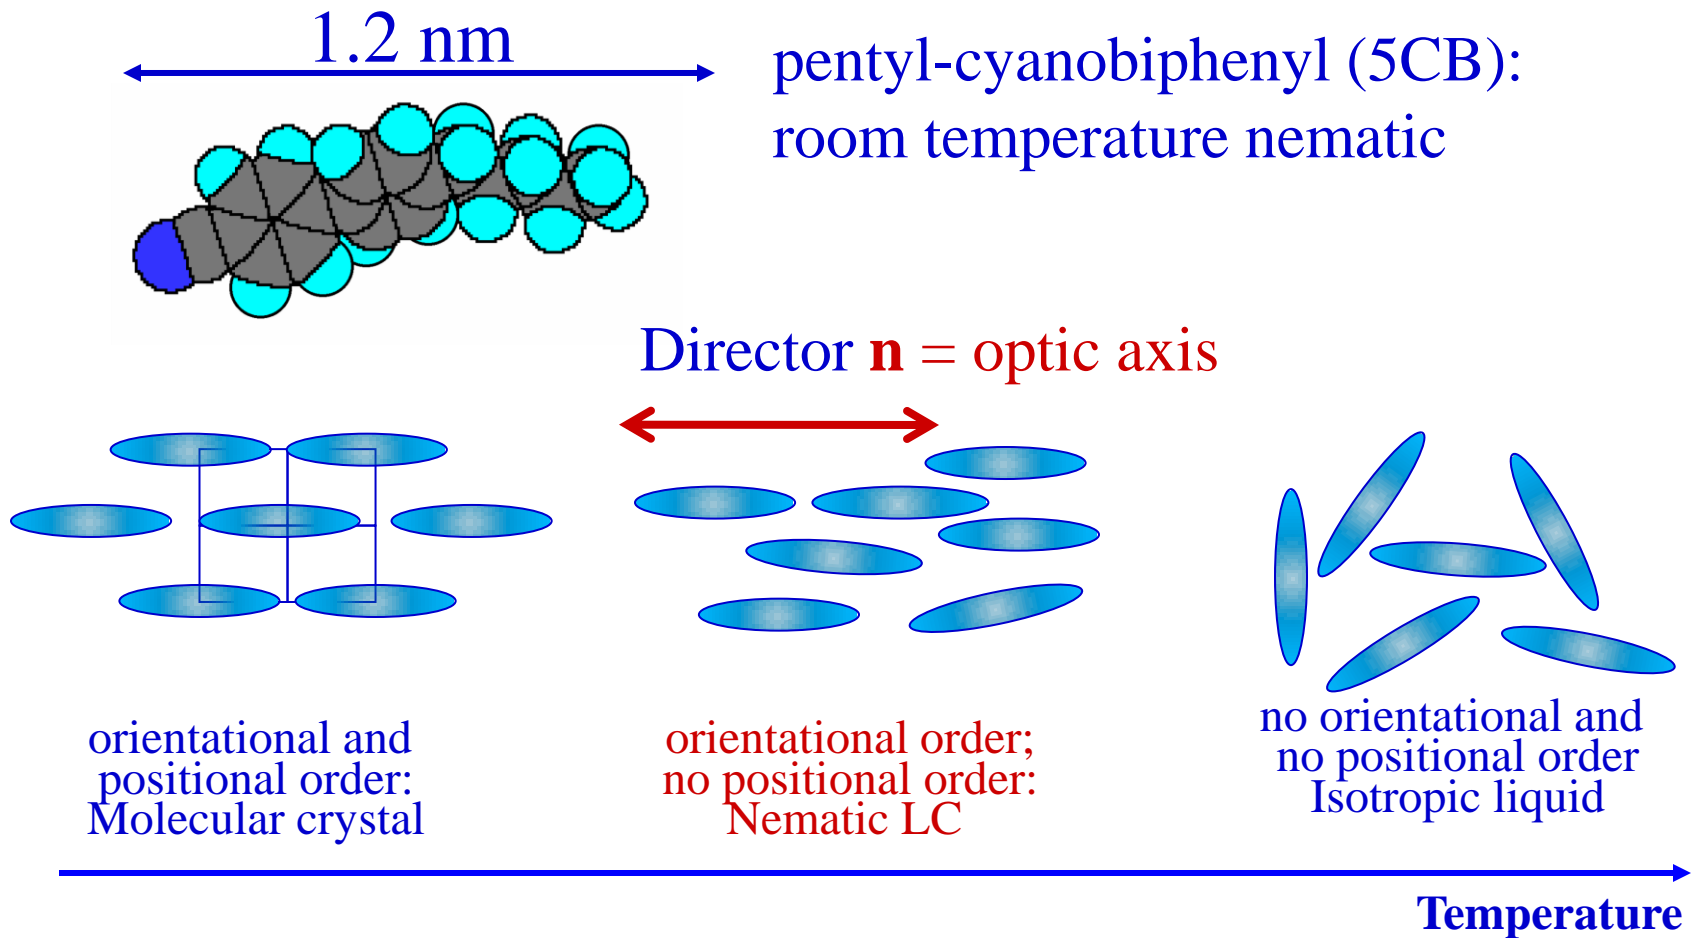 1.2 nm
pentyl-cyanobiphenyl (5CB):
room temperature nematic
Director n = optic axis
orientational and
positional order:
Molecular crystal
orientational order;
no positional order:
Nematic LC
no orientational and
no positional order
Isotropic liquid
Temperature